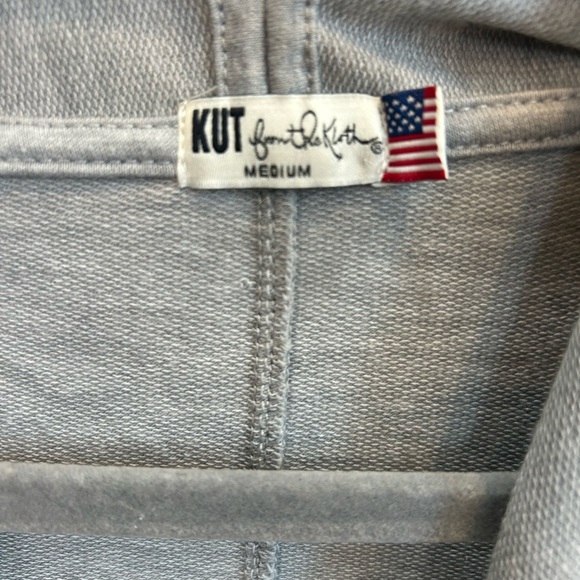 KUT from the Kloth ®
MEDIUM